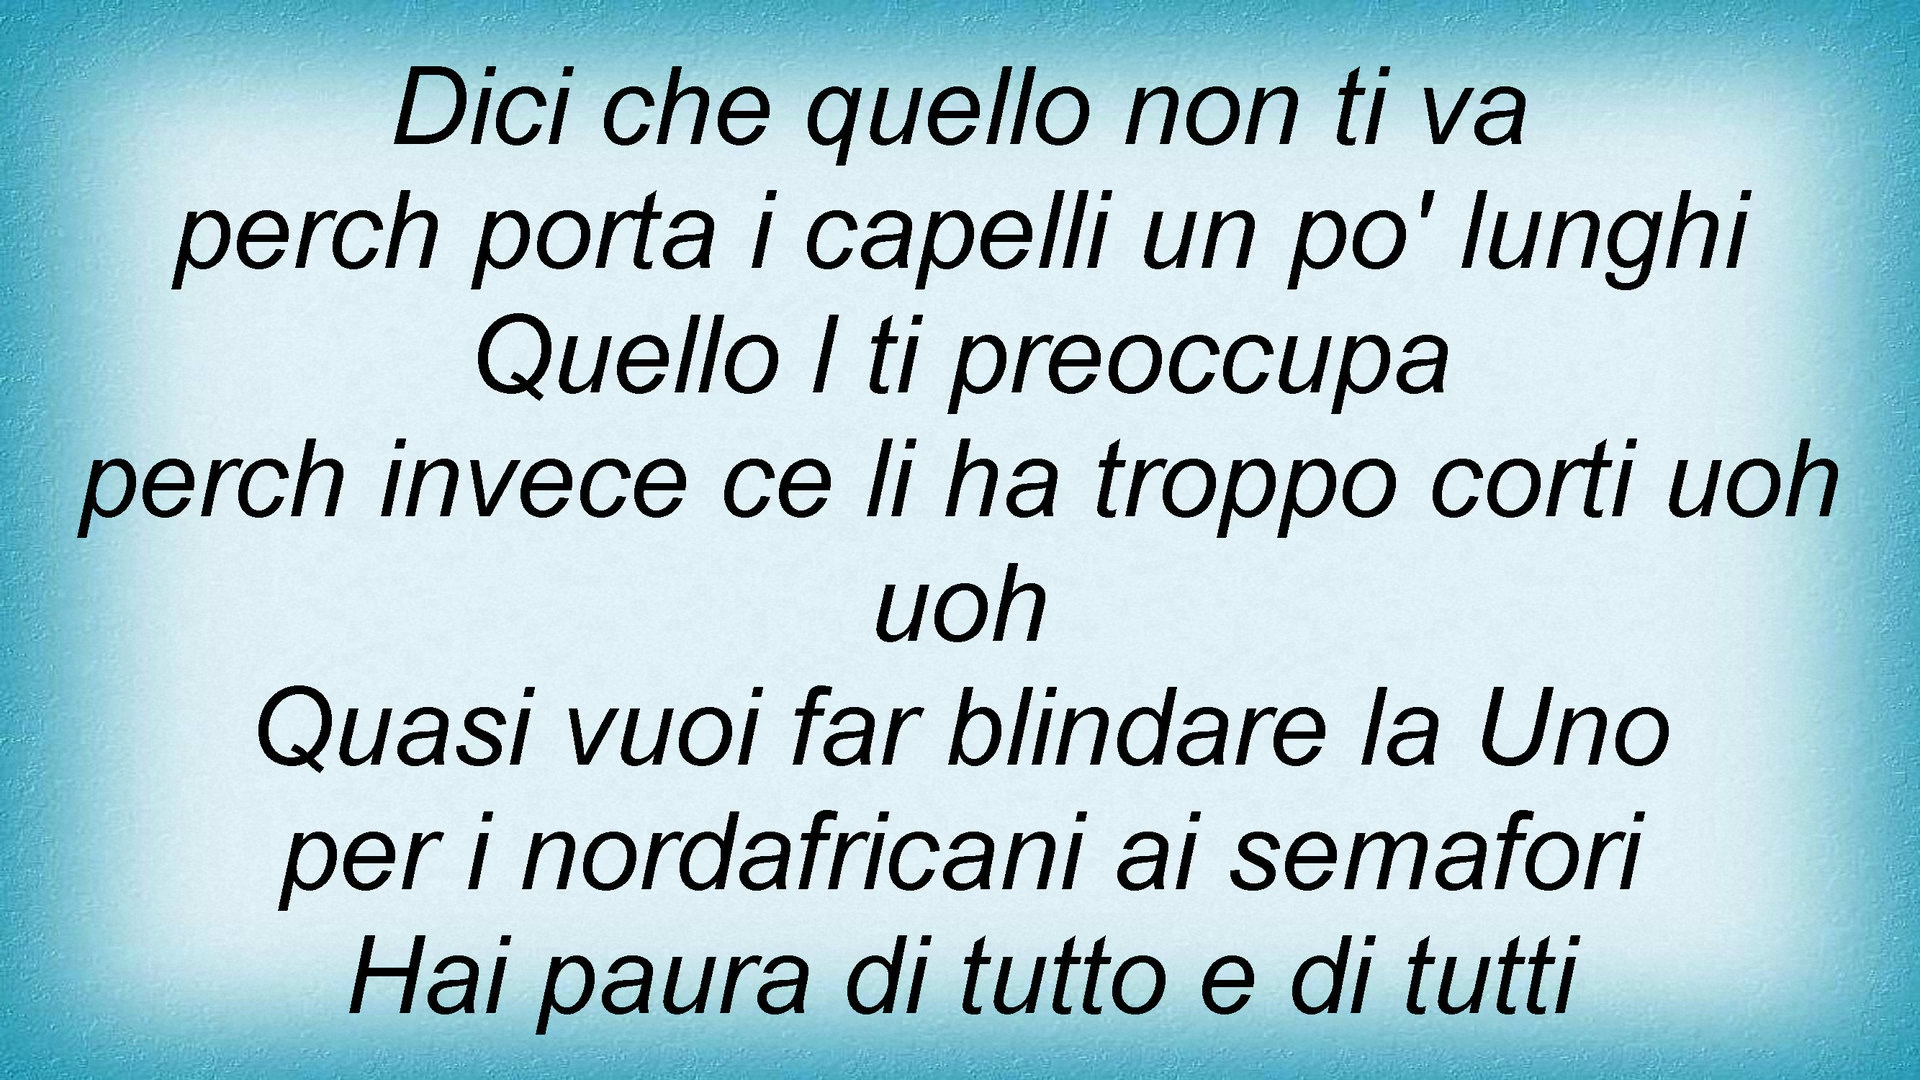 Dici che quello non ti va
perch porta i capelli un po' lunghi
Quello l ti preoccupa
perch invece ce li ha troppo corti uoh
uoh
Quasi vuoi far blindare la Uno
per i nordafricani ai semafori
Hai paura di tutto e di tutti